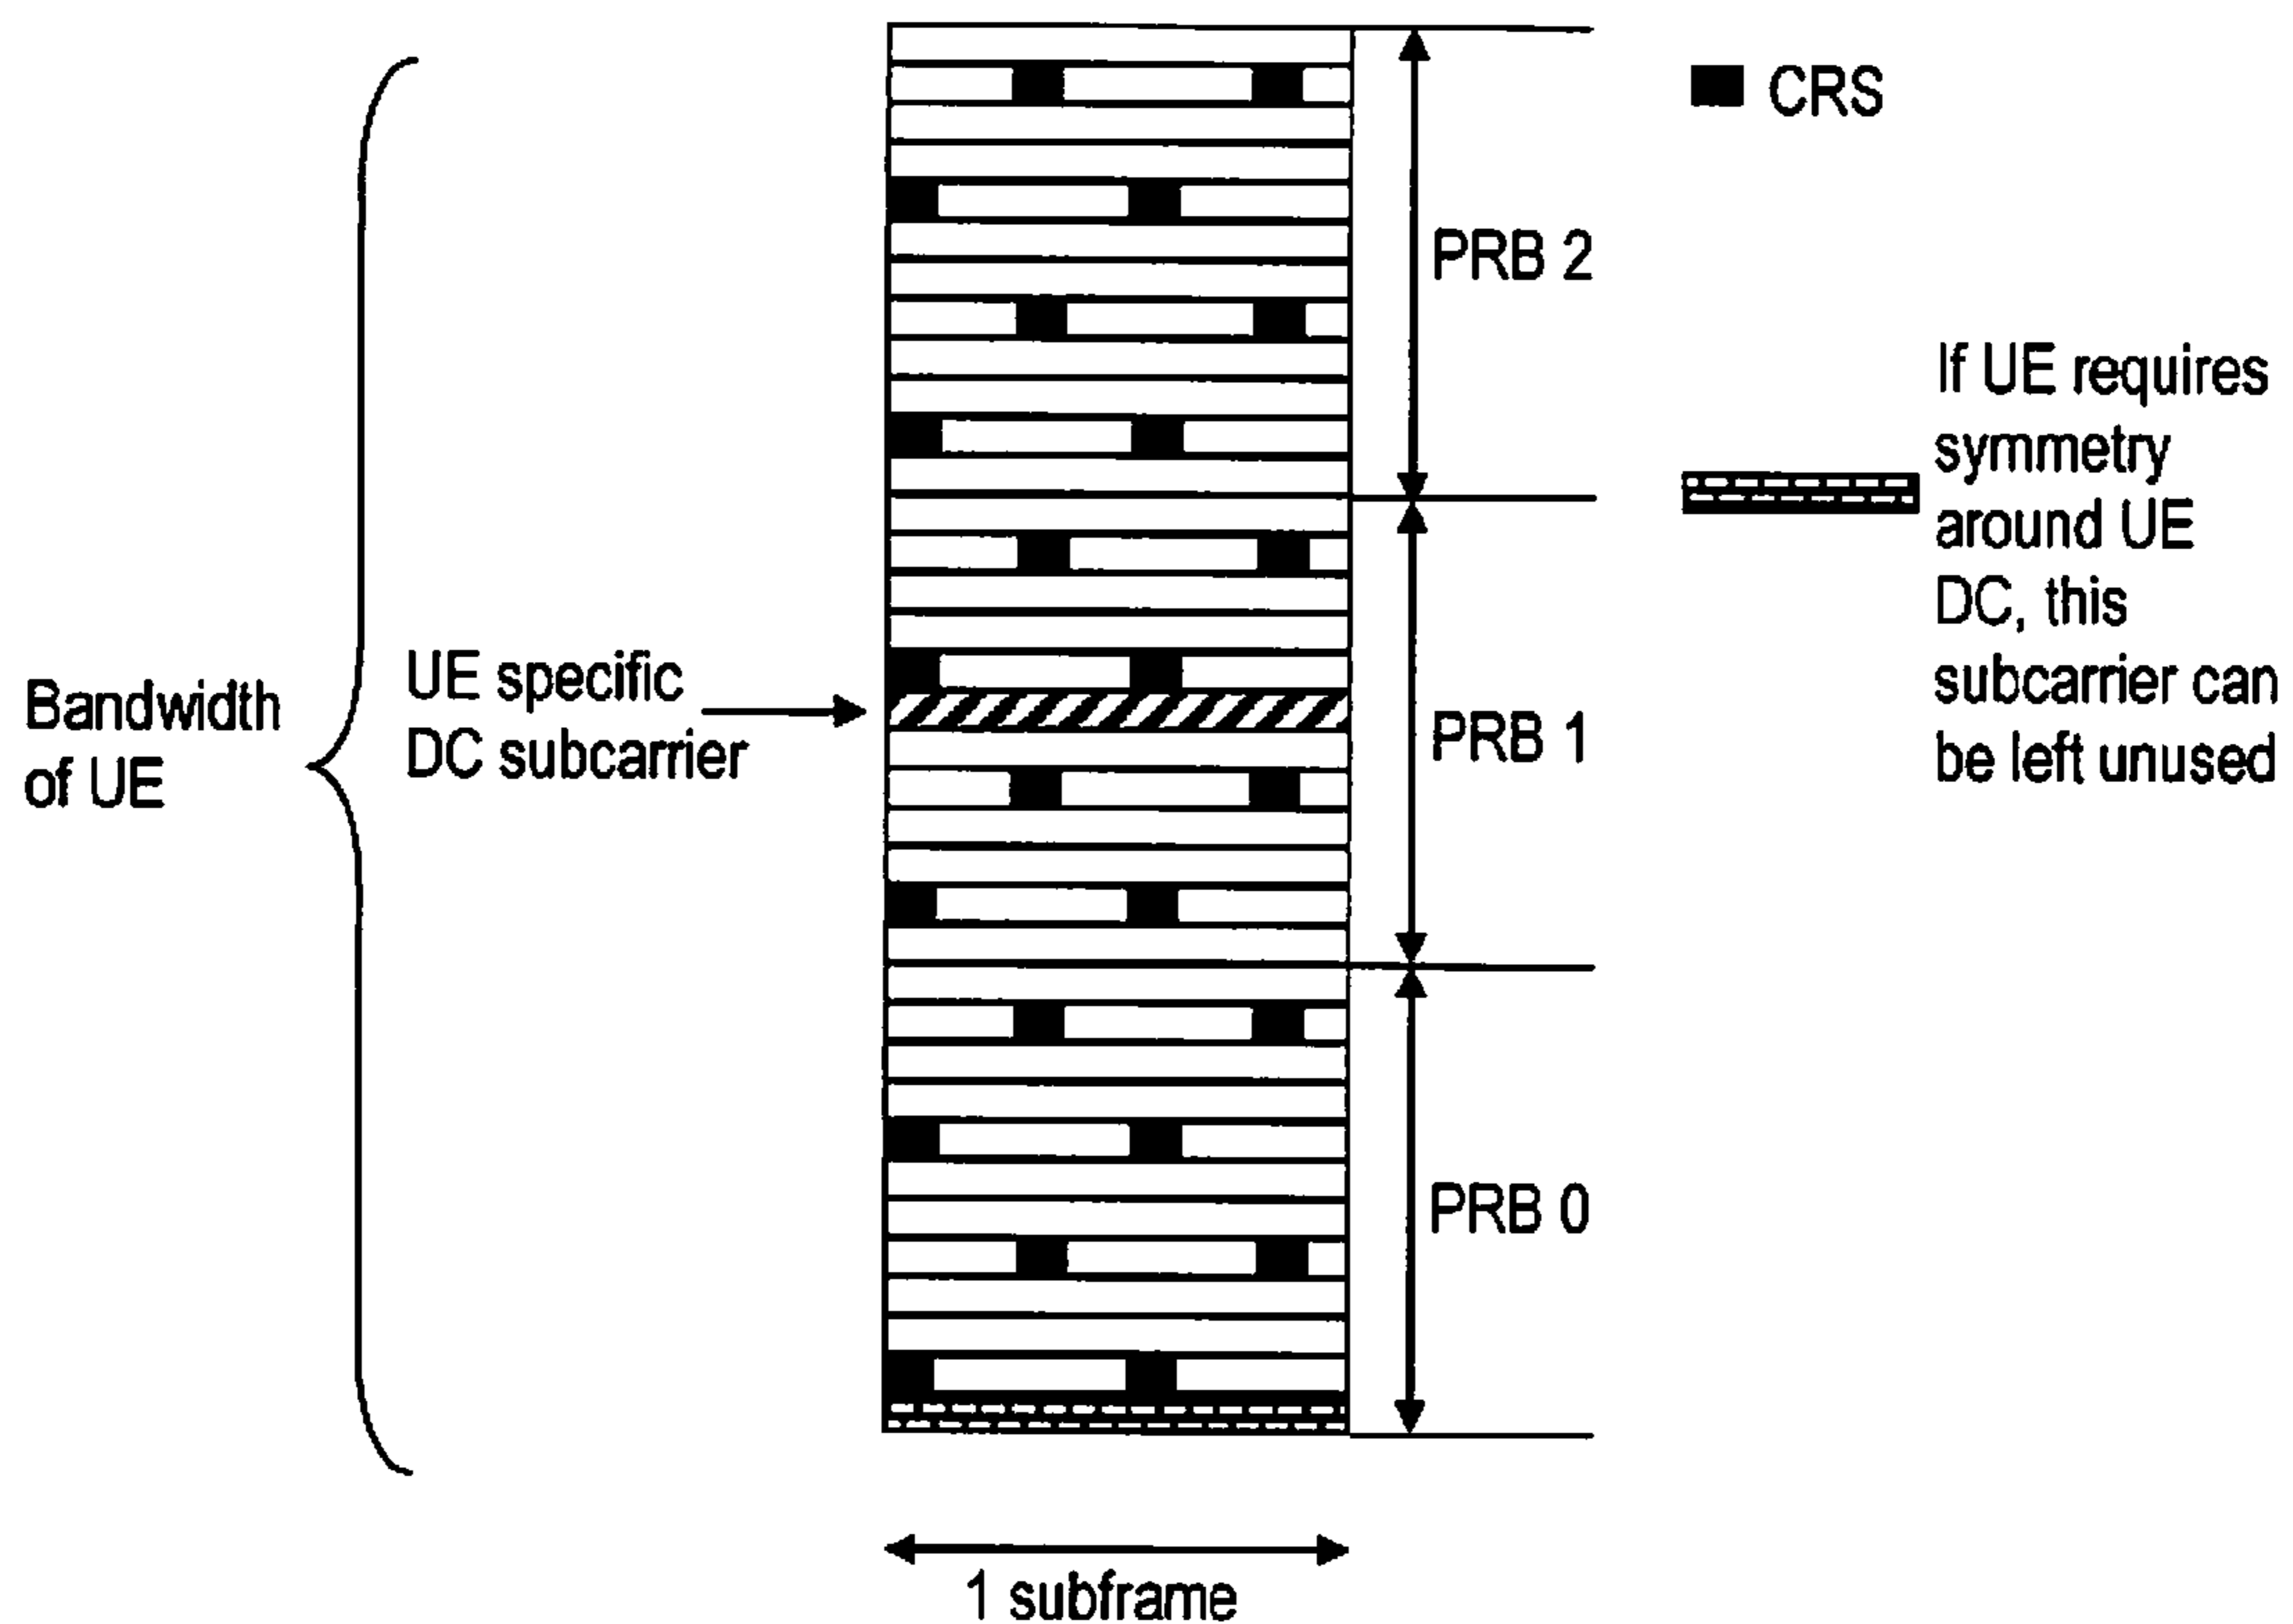 CRS
PRB 2
If UE requires
symmetry
around UE
DC, this
subcarrier can
be left unused
Bandwidth
of UE
UE specific
DC subcarrier
PRB 1
PRB 0
1 subframe